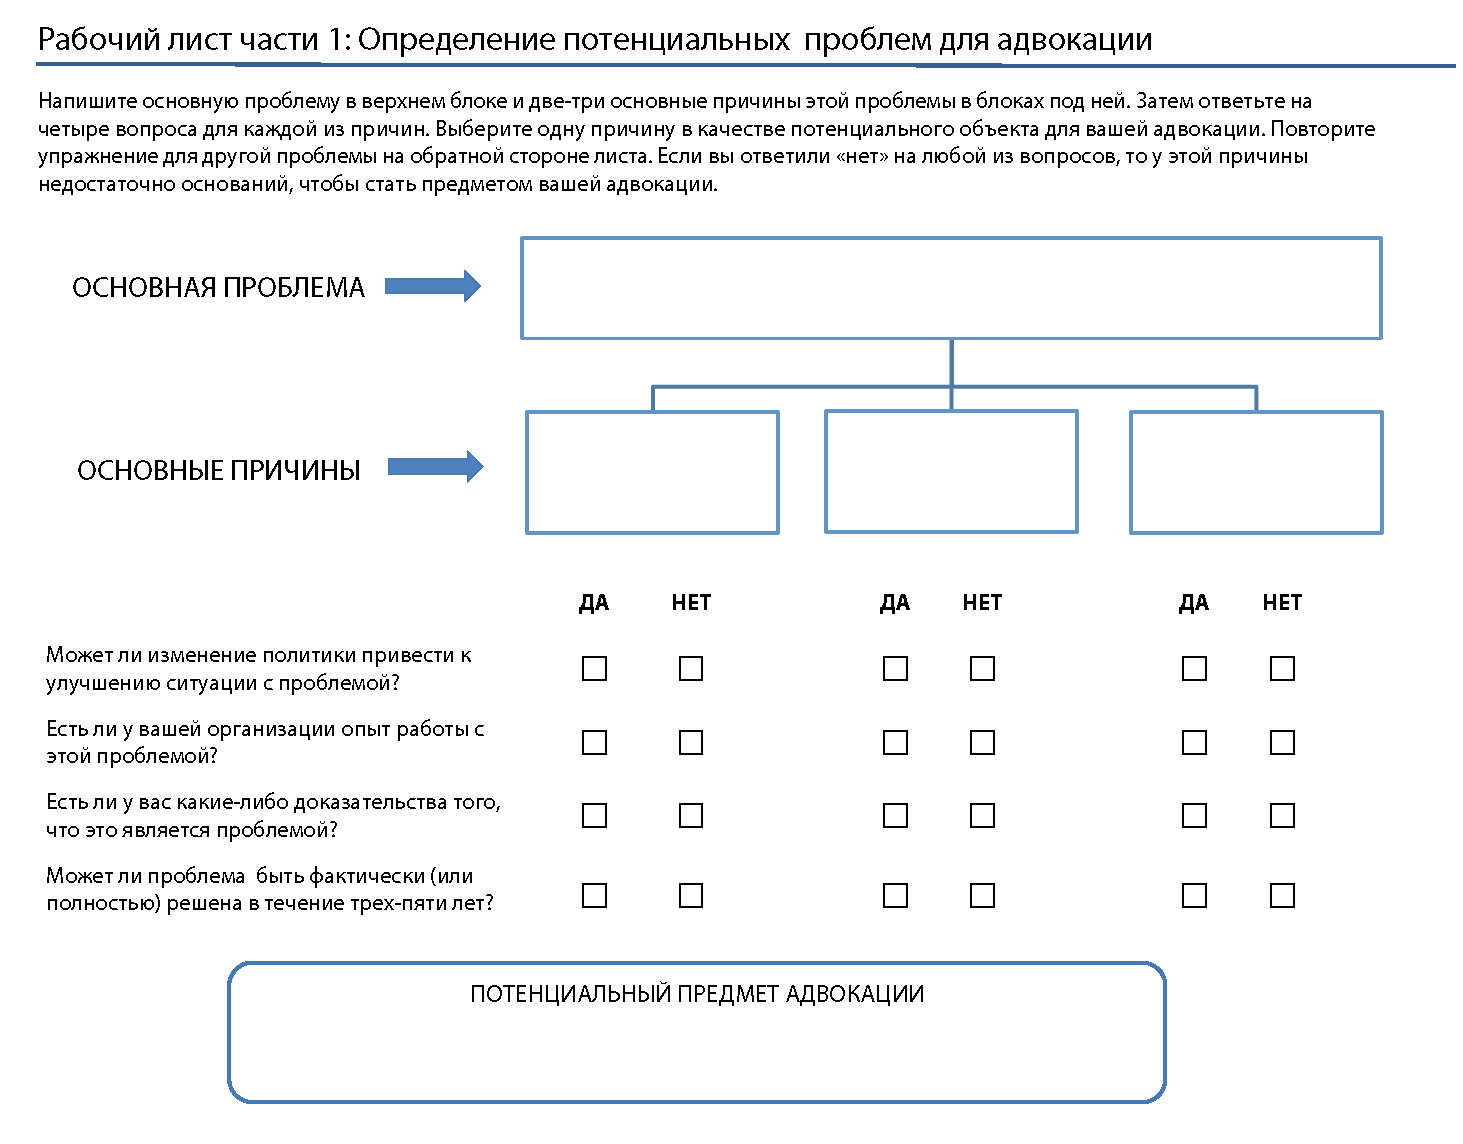 Рабочий лист части 1: Определение потенциальных  проблем для адвокации
Напишите основную проблему в верхнем блоке и две-три основные причины этой проблемы в блоках под ней. Затем ответьте на
четыре вопроса для каждой из причин. Выберите одну причину в качестве потенциального объекта для вашей адвокации. Повторите
упражнение для другой проблемы на обратной стороне листа. Если вы ответили «нет» на любой из вопросов, то у этой причины
недостаточно оснований, чтобы стать предметом вашей адвокации.
ОСНОВНАЯ ПРОБЛЕМА
ОСНОВНЫЕ ПРИЧИНЫ
ДА НЕТ ДА НЕТ ДА НЕТ
Может ли изменение политики привести к
улучшению ситуации с проблемой?
Есть ли у вашей организации опыт работы с
этой проблемой?
Есть ли у вас какие-либо доказательства того,
что это является проблемой?
Может ли проблема  быть фактически (или
полностью) решена в течение трех-пяти лет?
ПОТЕНЦИАЛЬНЫЙ ПРЕДМЕТ АДВОКАЦИИ